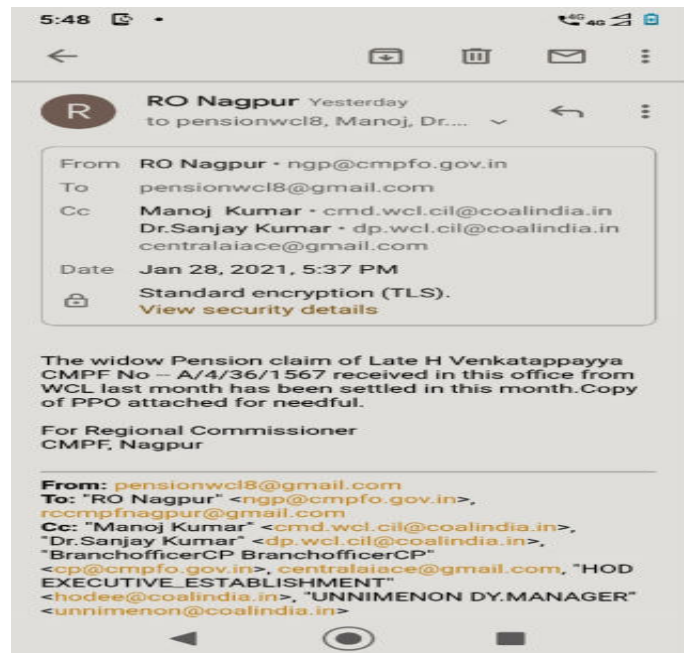 5:48
4G 4G
R
RO Nagpur Yesterday
to pensionwcl8, Manoj, Dr....
From RO Nagpur • ngp@cmpfo.gov.in
To pensionwcl8@gmail.com
Cc Manoj Kumar • cmd.wcl.cil@coalindia.in
Dr.Sanjay Kumar • dp.wcl.cil@coalindia.in
centralaiace@gmail.com
Date Jan 28, 2021, 5:37 PM
Standard encryption (TLS).
View security details
The widow Pension claim of Late H Venkatappayya
CMPF No – A/4/36/1567 received in this office from
WCL last month has been settled in this month.Copy
of PPO attached for needful.
For Regional Commissioner
CMPF, Nagpur
From: pensionwcl8@gmail.com
To: "RO Nagpur" <ngp@cmpfo.gov.in>,
rccmpfnagpur@gmail.com
Cc: "Manoj Kumar" <cmd.wcl.cil@coalindia.in>,
"Dr.Sanjay Kumar" <dp.wcl.cil@coalindia.in>,
"BranchofficerCP BranchofficerCP"
<cp@cmpfo.gov.in>, centralaiace@gmail.com, "HOD
EXECUTIVE_ESTABLISHMENT"
<hodee@coalindia.in>, "UNNIMENON DY.MANAGER"
<unnimenon@coalindia.in>